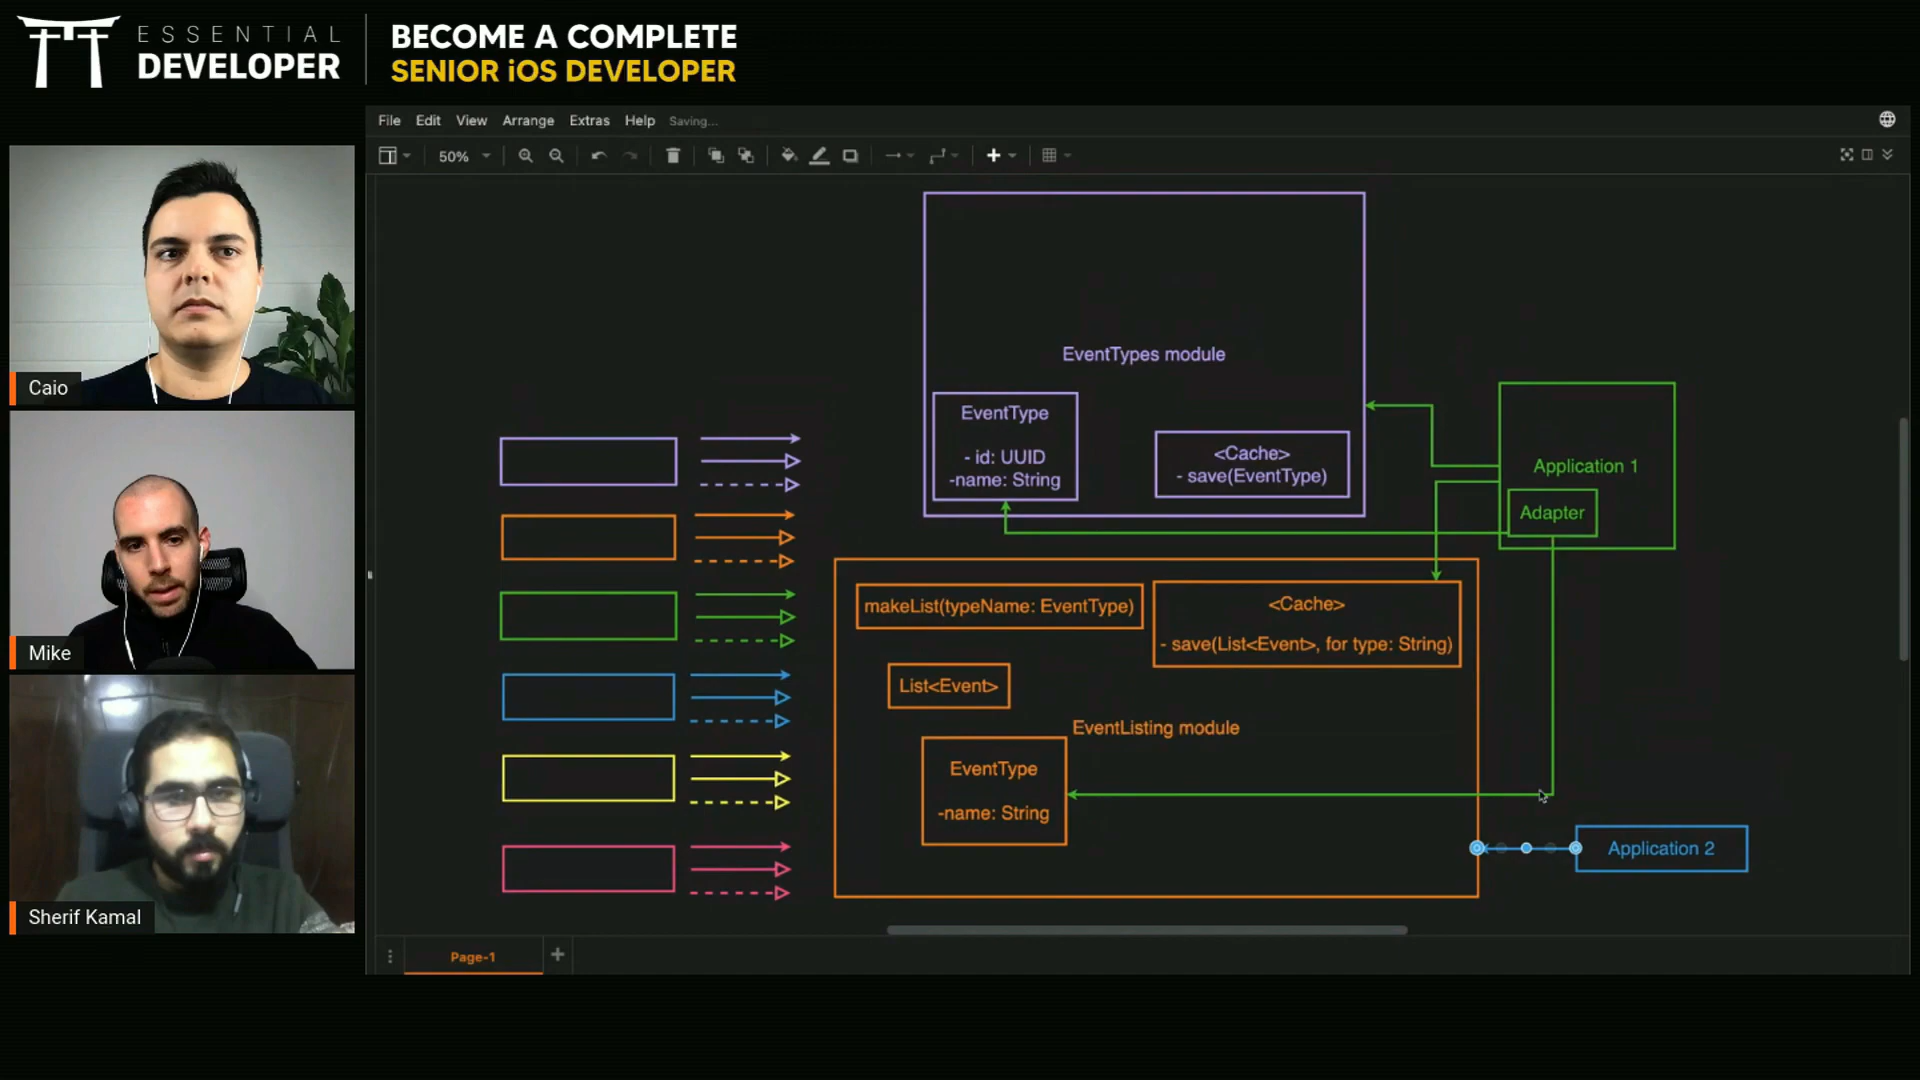 ESSENTIAL
DEVELOPER
BECOME A COMPLETE
SENIOR iOS DEVELOPER
File Edit View Arrange Extras Help Saving...
50%
Caio
Mike
Sherif Kamal
EventTypes module
EventType
- id: UUID
-name: String
<Cache>
- save(EventType)
Application 1
Adapter
makeList(typeName: EventType)
<Cache>
- save(List<Event>, for type: String)
List<Event>
EventListing module
EventType
-name: String
Application 2
Page-1